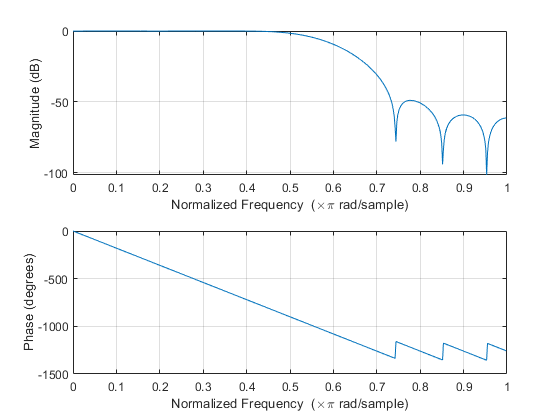 Magnitude (dB)
0
-50
-100
0 0.1 0.2 0.3 0.4 0.5 0.6 0.7 0.8 0.9 1
Normalized Frequency (×π rad/sample)
Phase (degrees)
0
-500
-1000
-1500
0 0.1 0.2 0.3 0.4 0.5 0.6 0.7 0.8 0.9 1
Normalized Frequency (×π rad/sample)